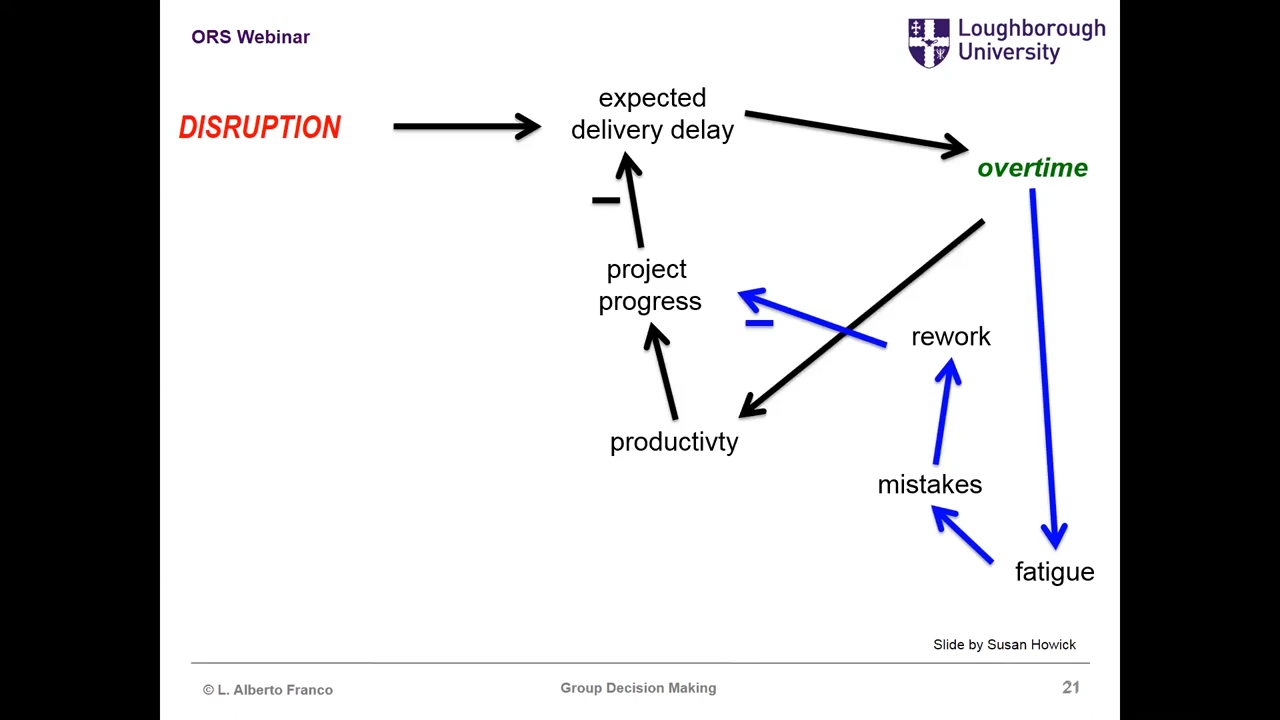 ORS Webinar
Loughborough
University
DISRUPTION
expected
delivery delay
overtime
project
progress
rework
productivty
mistakes
fatigue
Slide by Susan Howick
© L. Alberto Franco
Group Decision Making
21